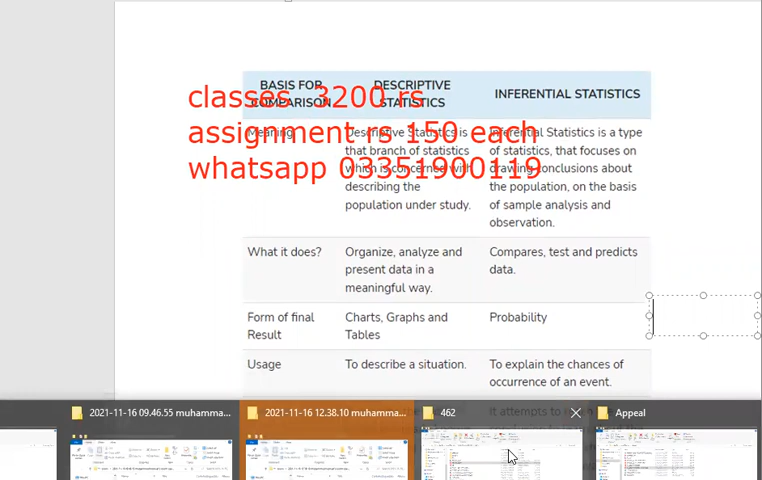 BASIS FOR COMPARISON
DESCRIPTIVE STATISTICS
INFERENTIAL STATISTICS
classes 3200 rs
assignment rs 150 each
whatsapp 03351900119
Meaning
Descriptive Statistics is
that branch of statistics
which is concerned with
describing the
population under study.
Inferential Statistics is a type
of statistics, that focuses on
drawing conclusions about
the population, on the basis
of sample analysis and
observation.
What it does?
Organize, analyze and
present data in a
meaningful way.
Compares, test and predicts
data.
Form of final
Result
Charts, Graphs and
Tables
Probability
Usage
To describe a situation.
To explain the chances of
occurrence of an event.
2021-11-16 09.46.55 muhamma...
2021-11-16 12.38.10 muhamma...
462
Appeal